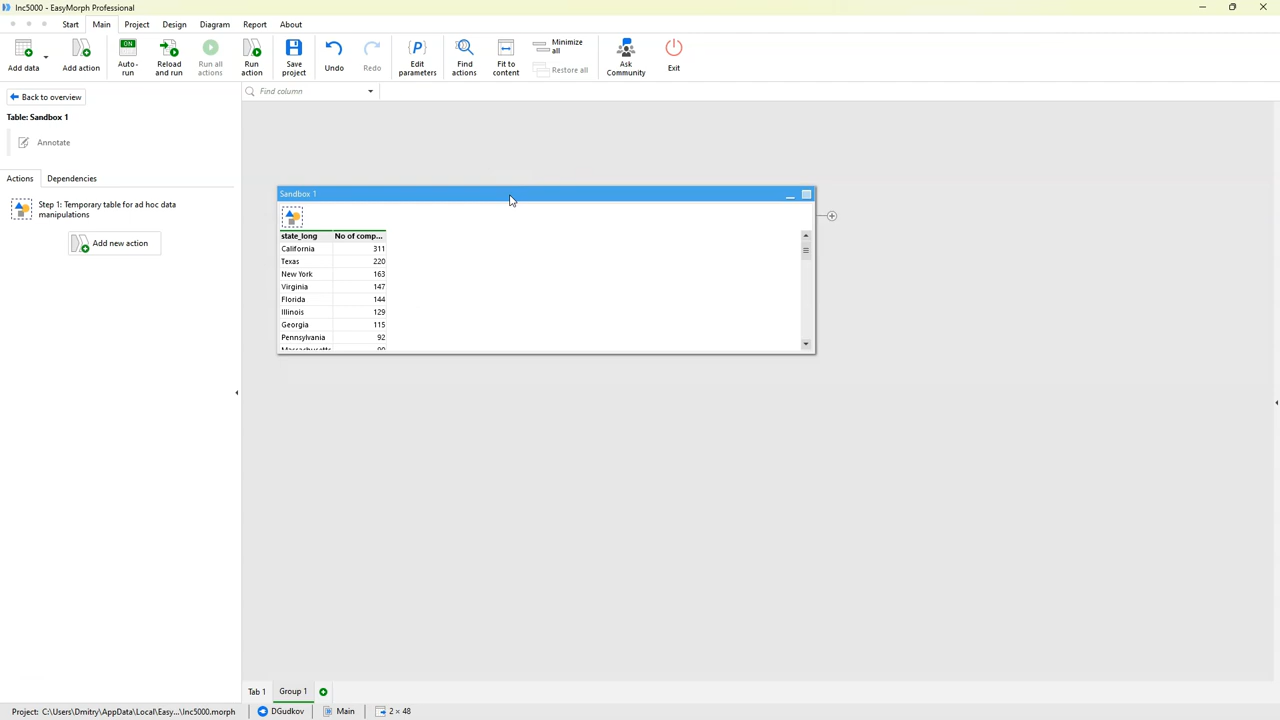 Inc5000 - EasyMorph Professional
Start Main Project Design Diagram Report About
Add data
Add action
ON
Auto-
run
Reload
and run
Run all
actions
Run
action
Save
project
Undo
Redo
{P}
Edit
parameters
Find
actions
Fit to
content
Minimize
all
Restore all
Ask
Community
Exit
Back to overview
Find column
Table: Sandbox 1
Annotate
Actions Dependencies
Step 1: Temporary table for ad hoc data
manipulations
Add new action
Sandbox 1
state_long No of comp...
California 311
Texas 220
New York 163
Virginia 147
Florida 144
Illinois 129
Georgia 115
Pennsylvania 92
Tab 1 Group 1
Project: C:\Users\Dmitry\AppData\Local\Easy...\Inc5000.morph DGudkov Main 2 × 48